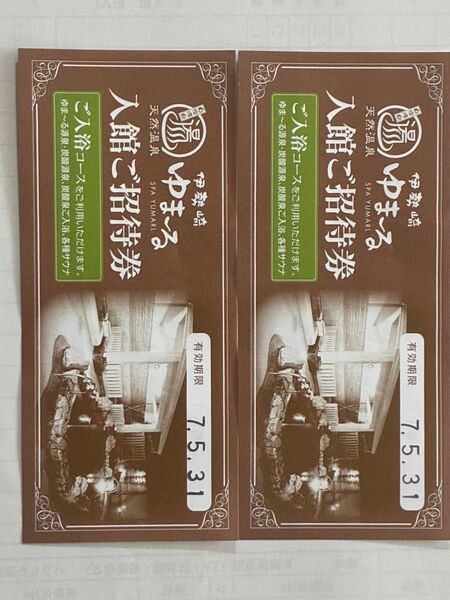 伊勢崎
天然温泉
湯
ゆま〜る
SPA YUMARL
入館ご招待券
ご入浴コースをご利用いただけます。
ゆま〜る源泉・炭酸源泉、炭酸泉ご入浴、各種サウナ
有効期限
7.5.31
伊勢崎
天然温泉
湯
ゆま〜る
SPA YUMARL
入館ご招待券
ご入浴コースをご利用いただけます。
ゆま〜る源泉・炭酸源泉、炭酸泉ご入浴、各種サウナ
有効期限
7.5.31